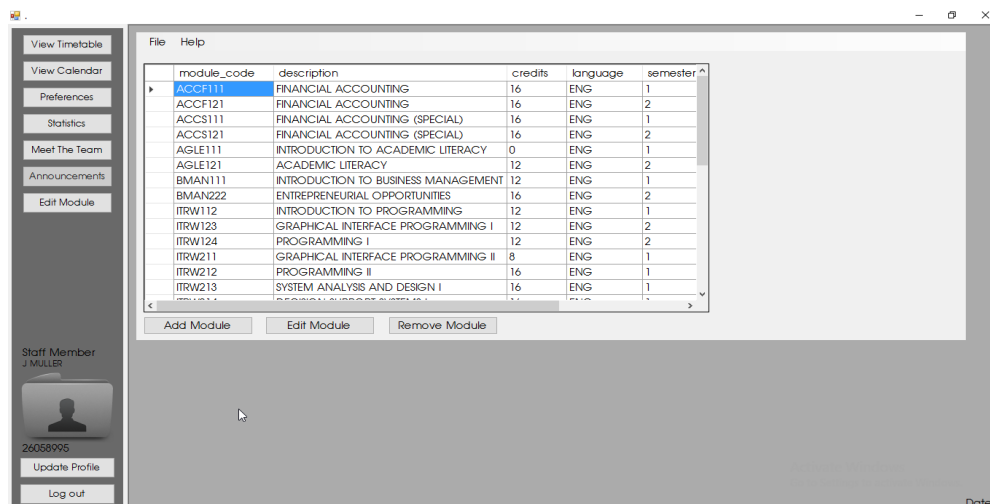 .
View Timetable
View Calendar
Preferences
Statistics
Meet The Team
Announcements
Edit Module
File Help
module_code description credits language semester
ACCF111 FINANCIAL ACCOUNTING 16 ENG 1
ACCF121 FINANCIAL ACCOUNTING 16 ENG 2
ACCS111 FINANCIAL ACCOUNTING (SPECIAL) 16 ENG 1
ACCS121 FINANCIAL ACCOUNTING (SPECIAL) 16 ENG 2
AGLE111 INTRODUCTION TO ACADEMIC LITERACY 0 ENG 1
AGLE121 ACADEMIC LITERACY 12 ENG 2
BMAN111 INTRODUCTION TO BUSINESS MANAGEMENT 12 ENG 1
BMAN222 ENTREPRENEURIAL OPPORTUNITIES 16 ENG 2
ITRW112 INTRODUCTION TO PROGRAMMING 12 ENG 1
ITRW123 GRAPHICAL INTERFACE PROGRAMMING I 12 ENG 2
ITRW124 PROGRAMMING I 12 ENG 2
ITRW211 GRAPHICAL INTERFACE PROGRAMMING II 8 ENG 1
ITRW212 PROGRAMMING II 16 ENG 1
ITRW213 SYSTEM ANALYSIS AND DESIGN I 16 ENG 1
Add Module Edit Module Remove Module
Staff Member
J MULLER
26058995
Update Profile
Log out
Date